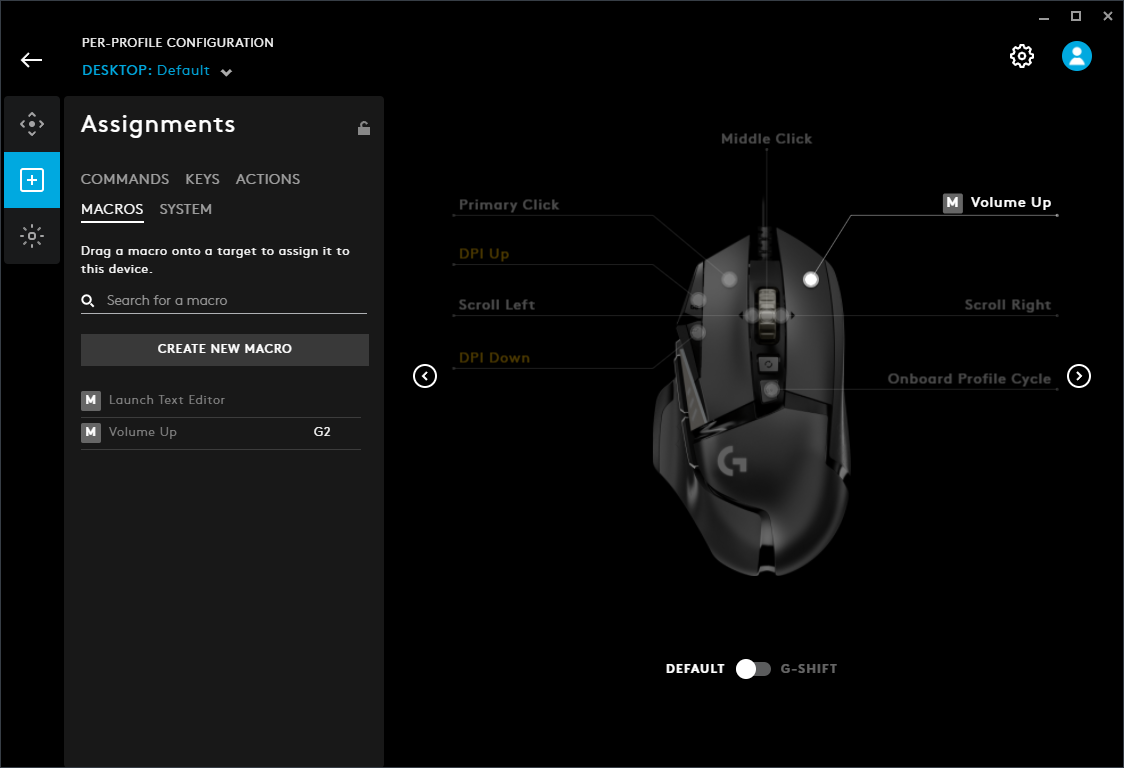 PER-PROFILE CONFIGURATION
DESKTOP: Default
Assignments
COMMANDS KEYS ACTIONS
MACROS SYSTEM
Drag a macro onto a target to assign it to
this device.
Search for a macro
CREATE NEW MACRO
M Launch Text Editor
M Volume Up G2
Middle Click
Primary Click
M Volume Up
DPI Up
Scroll Left
Scroll Right
DPI Down
Onboard Profile Cycle
G
DEFAULT G-SHIFT